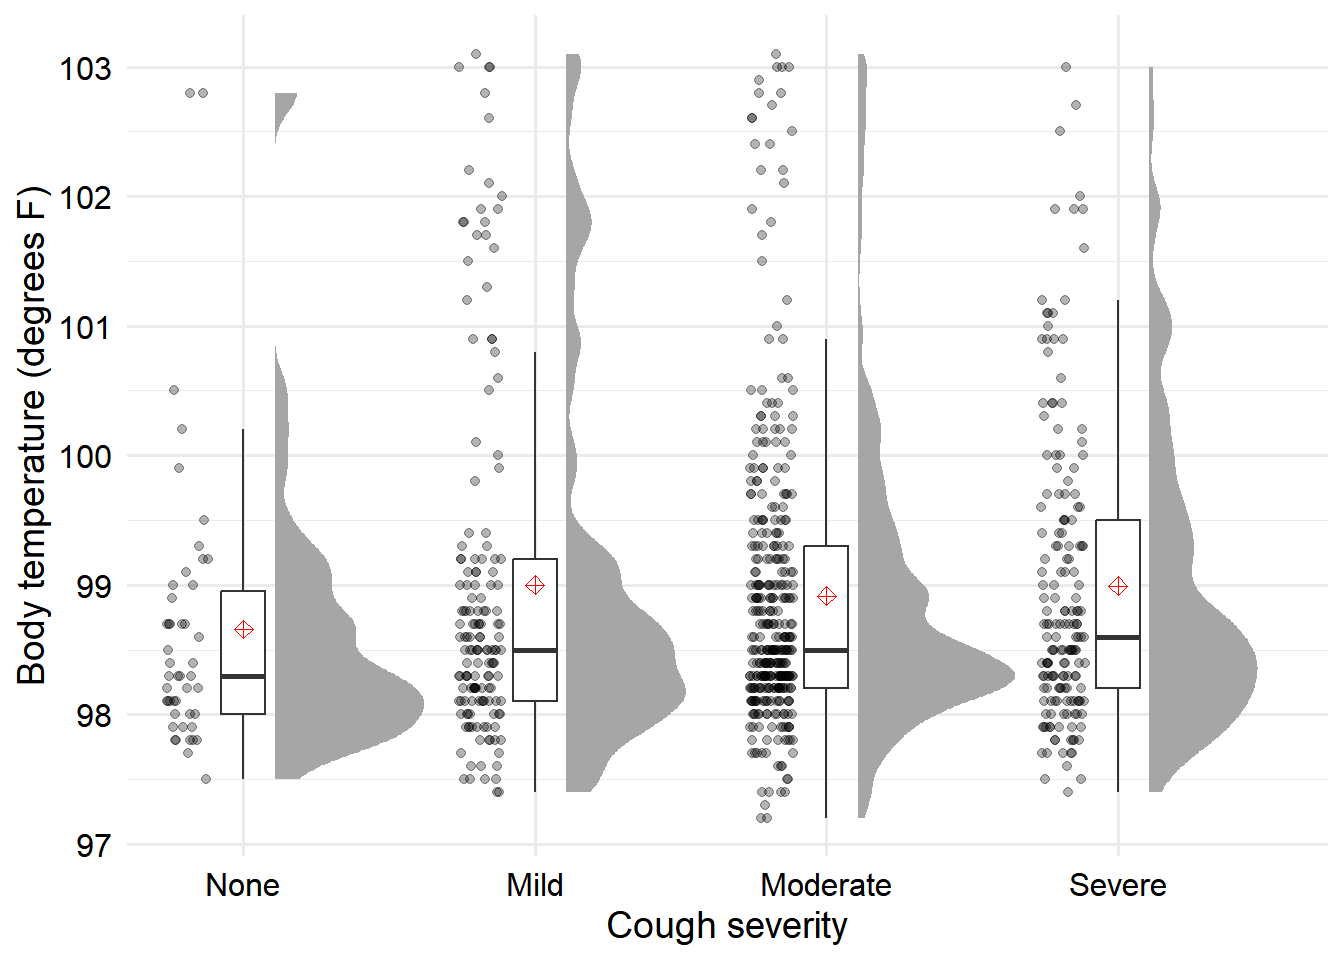 Body temperature (degrees F)
103
102
101
100
99
98
97
None
Mild
Moderate
Severe
Cough severity